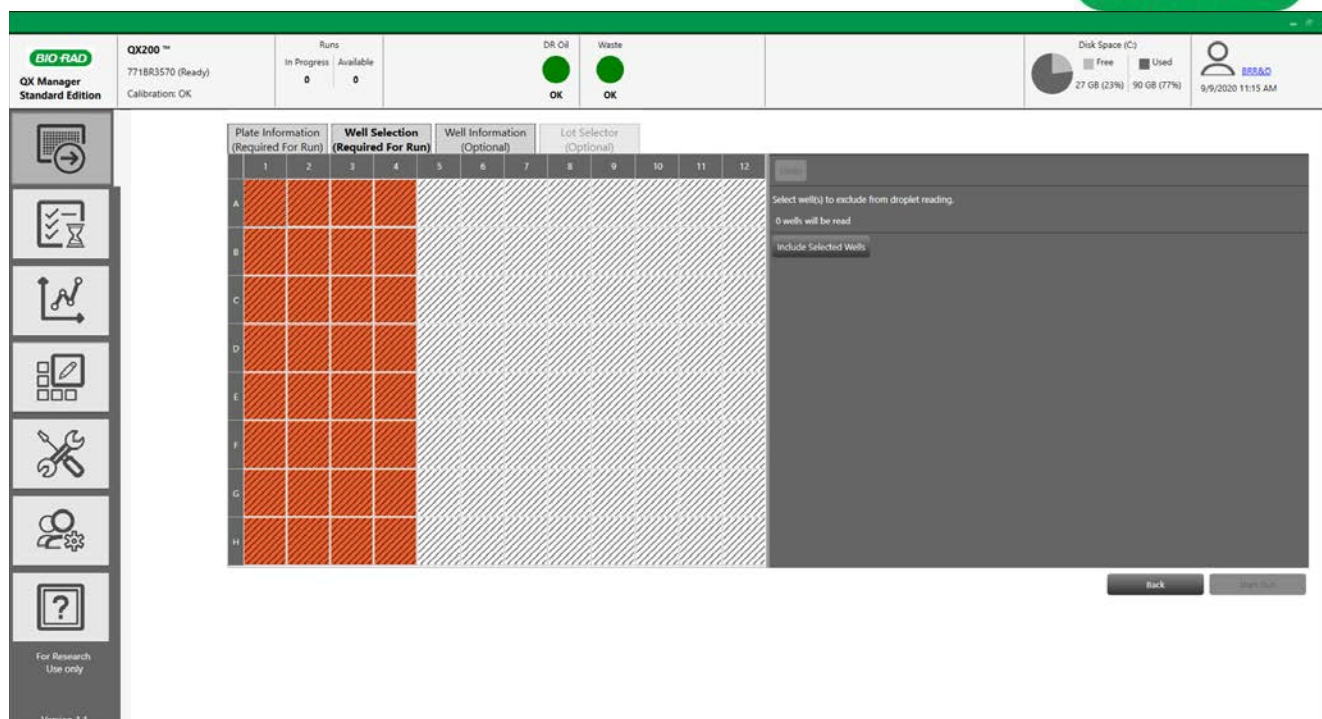 BIO-RAD
QX Manager
Standard Edition
QX200 ™
771BR3570 (Ready)
Calibration: OK
Runs
In Progress Available
0 0
DR Oil Waste
OK OK
Disk Space (C:)
Free Used
27 GB (23%) 90 GB (77%)
9/9/2020 11:15 AM
Plate Information
(Required For Run)
Well Selection
(Required For Run)
Well Information
(Optional)
Lot Selector
(Optional)
1 2 3 4 5 6 7 8 9 10 11 12
A
B
C
D
E
F
G
H
Undo
Select well(s) to exclude from droplet reading.
0 wells will be read
Include Selected Wells
Back Start Run
?
For Research
Use only